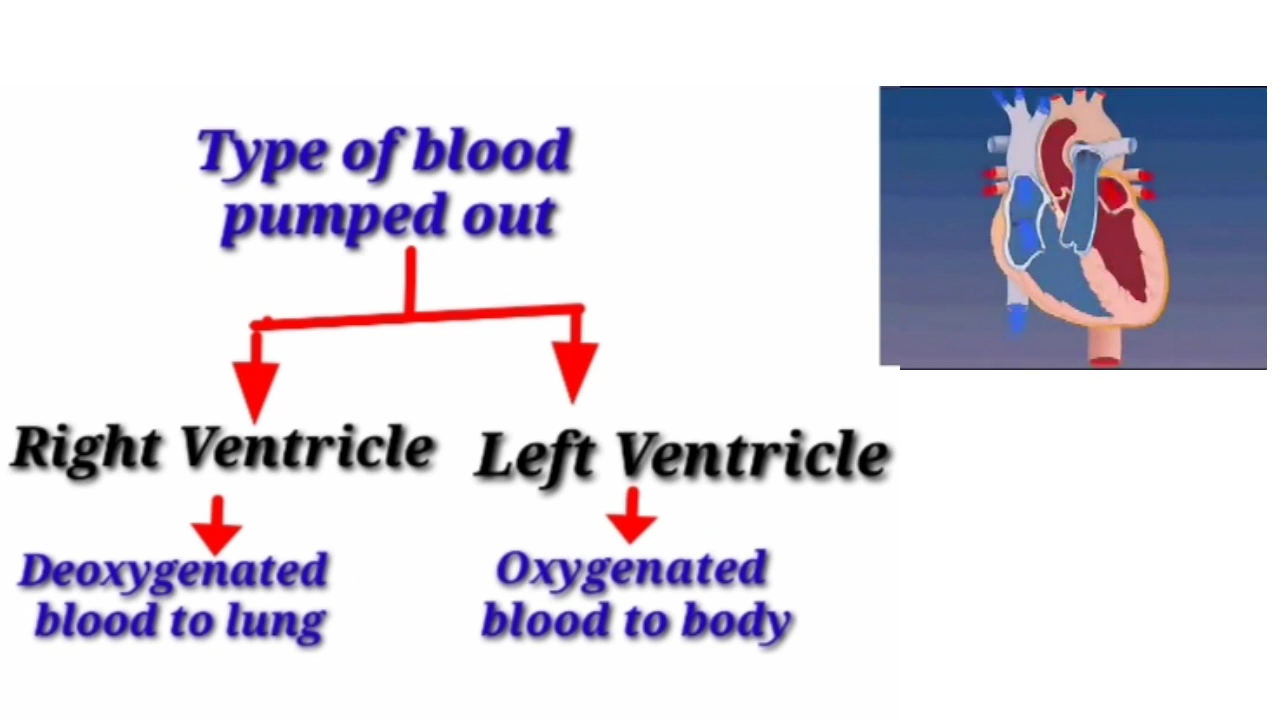 Type of blood
pumped out
Right Ventricle
Left Ventricle
Deoxygenated
blood to lung
Oxygenated
blood to body